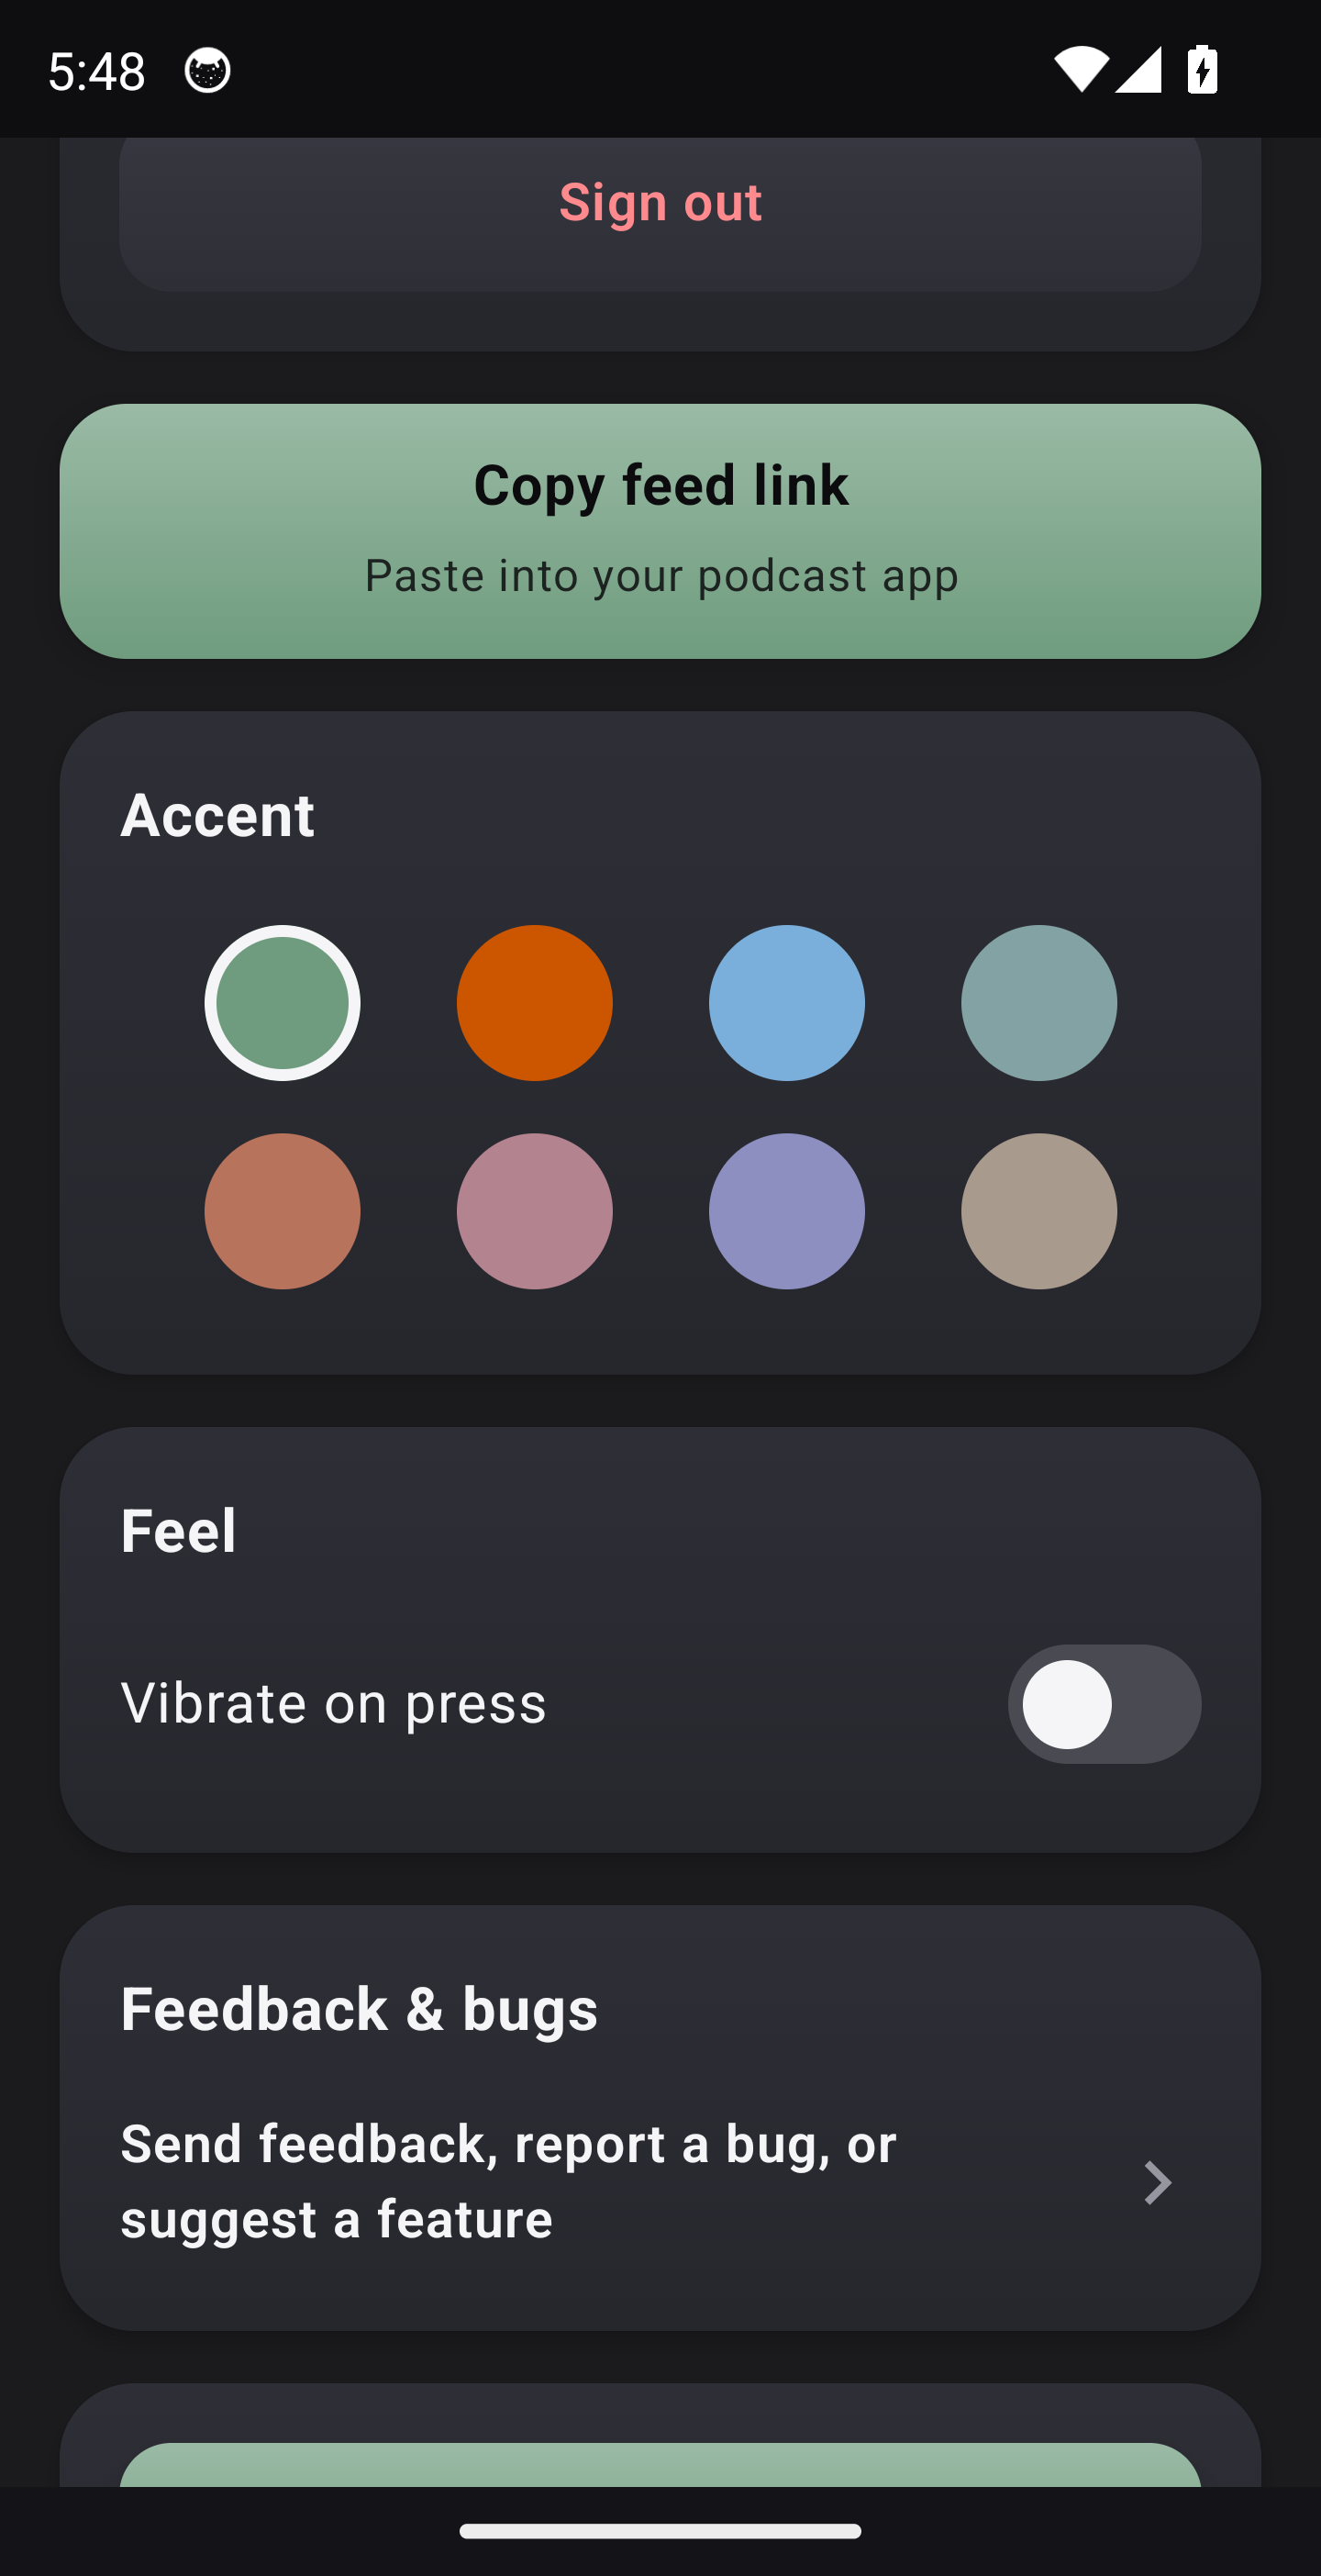 5:48
Sign out
Copy feed link
Paste into your podcast app
Accent
Feel
Vibrate on press
Feedback & bugs
Send feedback, report a bug, or
suggest a feature